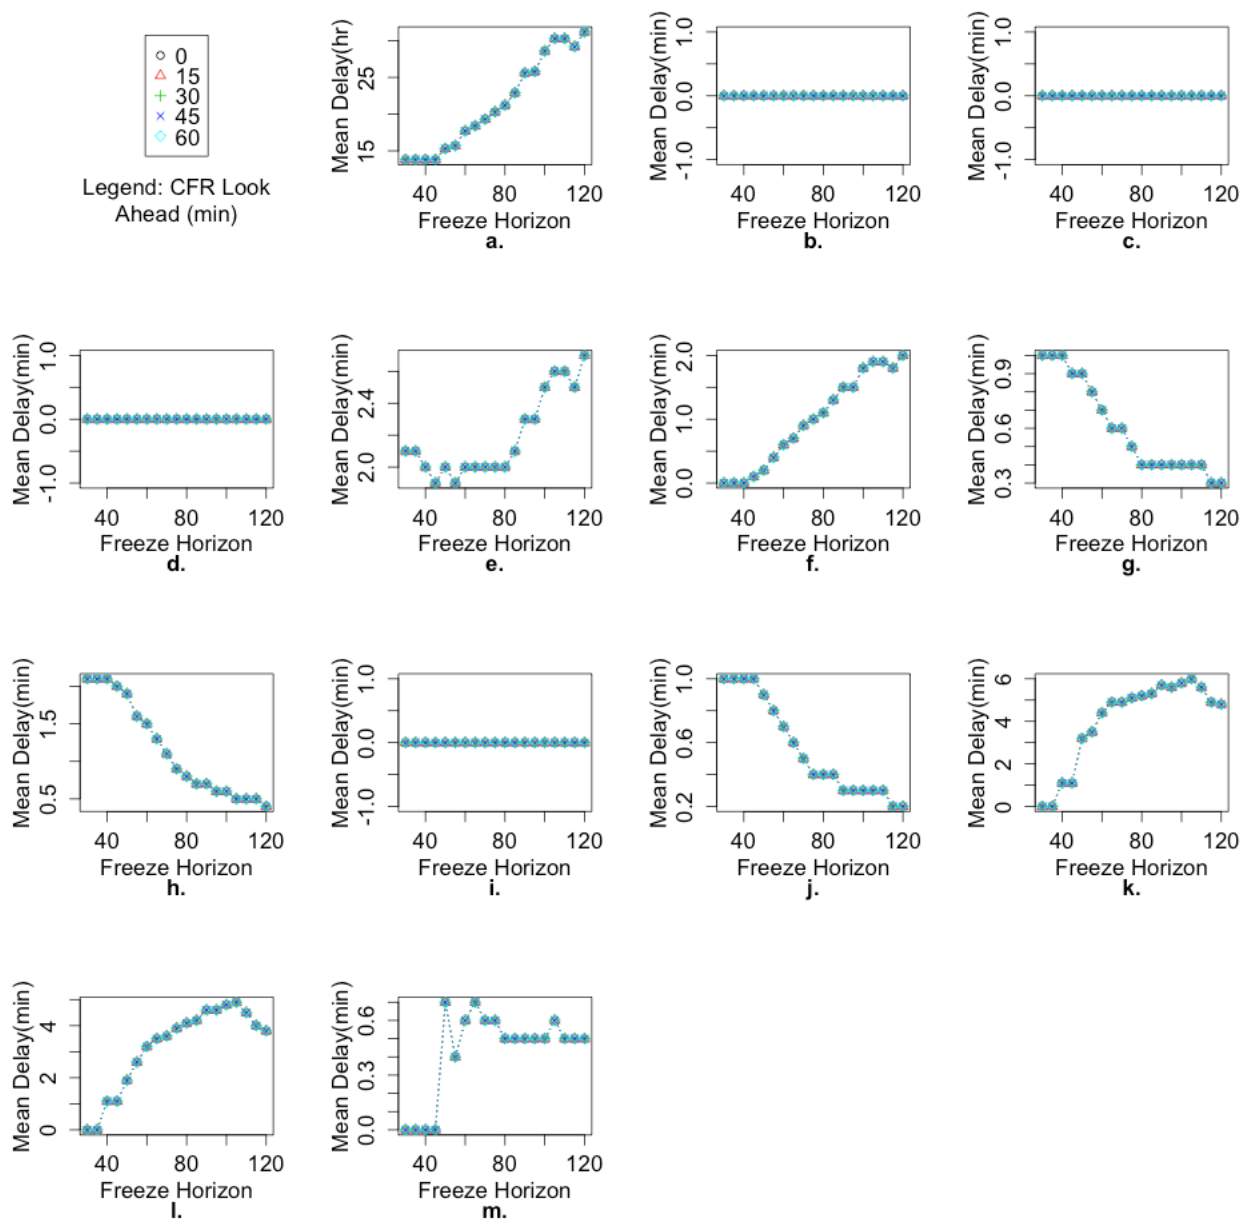 0
15
30
45
60
Legend: CFR Look
Ahead (min)
Mean Delay(hr)
15
25
40
80
120
Freeze Horizon
a.
Mean Delay(min)
-1.0
0.0
1.0
40
80
120
Freeze Horizon
b.
Mean Delay(min)
-1.0
0.0
1.0
40
80
120
Freeze Horizon
c.
Mean Delay(min)
-1.0
0.0
1.0
40
80
120
Freeze Horizon
d.
Mean Delay(min)
2.0
2.4
40
80
120
Freeze Horizon
e.
Mean Delay(min)
0.0
1.0
2.0
40
80
120
Freeze Horizon
f.
Mean Delay(min)
0.3
0.6
0.9
40
80
120
Freeze Horizon
g.
Mean Delay(min)
0.5
1.5
40
80
120
Freeze Horizon
h.
Mean Delay(min)
-1.0
0.0
1.0
40
80
120
Freeze Horizon
i.
Mean Delay(min)
0.2
0.6
1.0
40
80
120
Freeze Horizon
j.
Mean Delay(min)
0
2
4
6
40
80
120
Freeze Horizon
k.
Mean Delay(min)
0
2
4
40
80
120
Freeze Horizon
l.
Mean Delay(min)
0.0
0.3
0.6
40
80
120
Freeze Horizon
m.